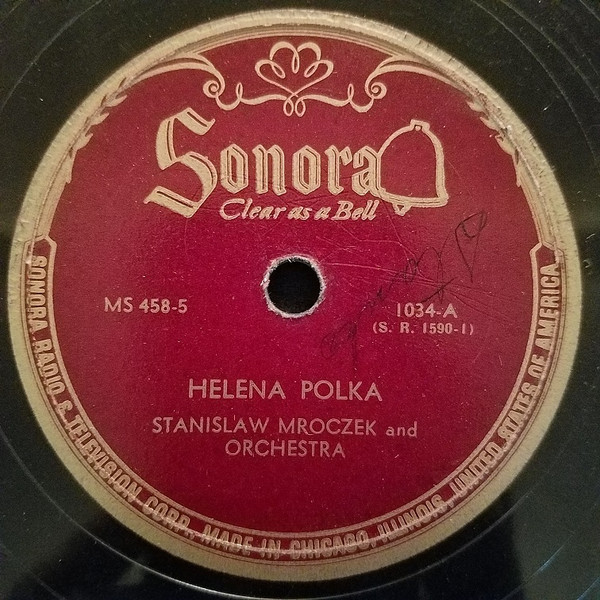 Sonora
Clear as a Bell
MS 458-5
1034-A
(S. R. 1590-1)
HELENA POLKA
STANISLAW MROCZEK and
ORCHESTRA
SONORA RADIO & TELEVISION CORP. MADE IN CHICAGO, ILLINOIS, UNITED STATES OF AMERICA